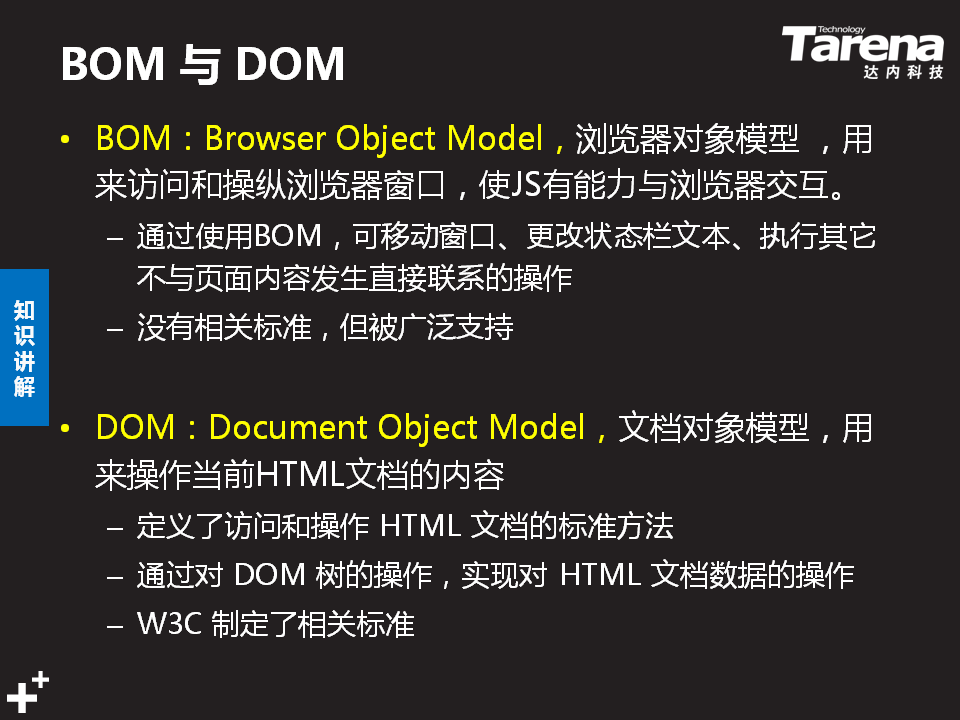 BOM 与 DOM
Technology
Tarena
达内科技
• BOM：Browser Object Model，浏览器对象模型 ，用
来访问和操纵浏览器窗口，使JS有能力与浏览器交互。
– 通过使用BOM，可移动窗口、更改状态栏文本、执行其它
不与页面内容发生直接联系的操作
– 没有相关标准，但被广泛支持
知识讲解
• DOM：Document Object Model，文档对象模型，用
来操作当前HTML文档的内容
– 定义了访问和操作 HTML 文档的标准方法
– 通过对 DOM 树的操作，实现对 HTML 文档数据的操作
– W3C 制定了相关标准